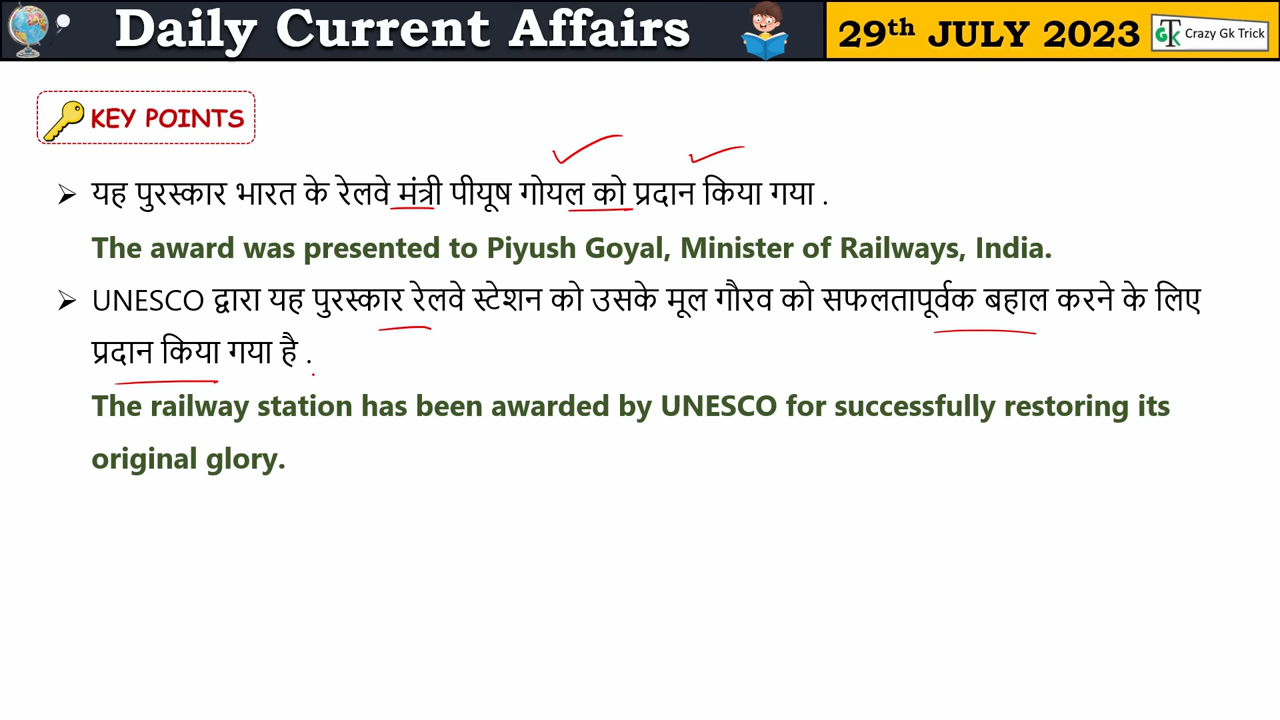 Daily Current Affairs
29th JULY 2023
GTK Crazy Gk Trick
KEY POINTS
➢ यह पुरस्कार भारत के रेलवे मंत्री पीयूष गोयल को प्रदान किया गया .
The award was presented to Piyush Goyal, Minister of Railways, India.
➢ UNESCO द्वारा यह पुरस्कार रेलवे स्टेशन को उसके मूल गौरव को सफलतापूर्वक बहाल करने के लिए
प्रदान किया गया है .
The railway station has been awarded by UNESCO for successfully restoring its
original glory.